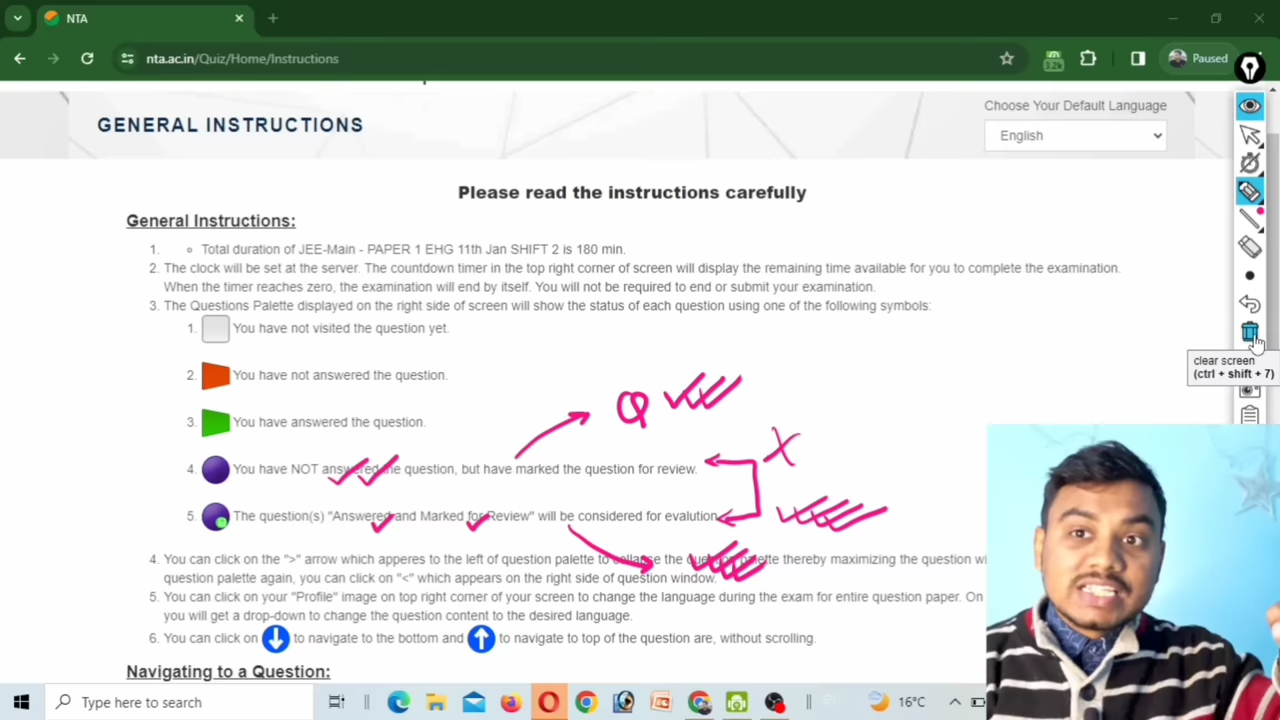 NTA
nta.ac.in/Quiz/Home/Instructions
Paused
GENERAL INSTRUCTIONS
Choose Your Default Language
English
Please read the instructions carefully
General Instructions:
1. Total duration of JEE-Main - PAPER 1 EHG 11th Jan SHIFT 2 is 180 min.
2. The clock will be set at the server. The countdown timer in the top right corner of screen will display the remaining time available for you to complete the examination.
When the timer reaches zero, the examination will end by itself. You will not be required to end or submit your examination.
3. The Questions Palette displayed on the right side of screen will show the status of each question using one of the following symbols:
1. You have not visited the question yet.
clear screen
(ctrl + shift + 7)
2. You have not answered the question.
Q
3. You have answered the question.
X
4. You have NOT answered the question, but have marked the question for review.
5. The question(s) "Answered and Marked for Review" will be considered for evalution.
4. You can click on the ">" arrow which apperes to the left of question palette to collapse the question palette thereby maximizing the question
question palette again, you can click on "<" which appears on the right side of question window.
5. You can click on your "Profile" image on top right corner of your screen to change the language during the exam for entire question paper. On
you will get a drop-down to change the question content to the desired language.
6. You can click on to navigate to the bottom and to navigate to top of the question are, without scrolling.
Navigating to a Question:
Type here to search
16°C